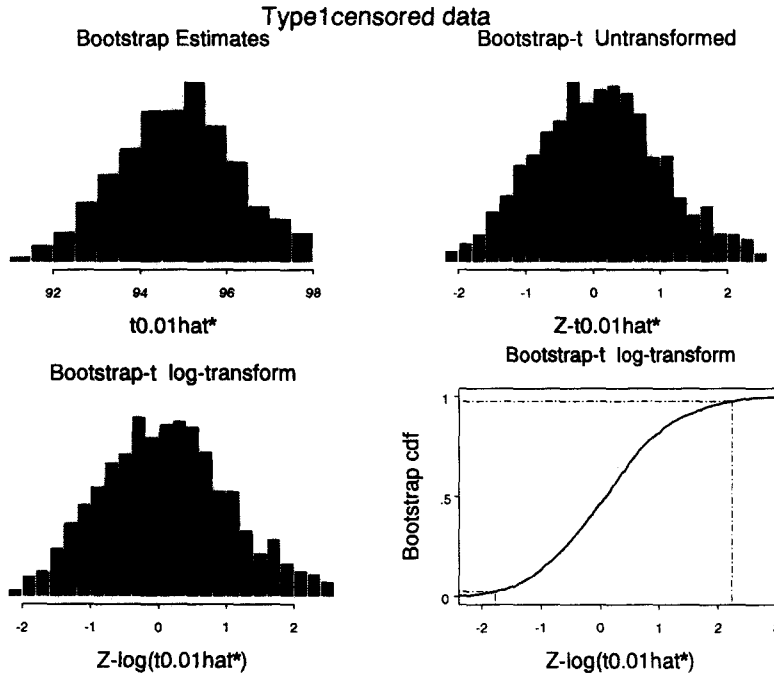 Type1censored data
Bootstrap Estimates
92 94 96 98
t0.01hat*
Bootstrap-t Untransformed
-2 -1 0 1 2
Z-t0.01hat*
Bootstrap-t log-transform
-2 -1 0 1 2
Z-log(t0.01hat*)
Bootstrap-t log-transform
Bootstrap cdf
1
.5
0
-2 -1 0 1 2 3
Z-log(t0.01hat*)